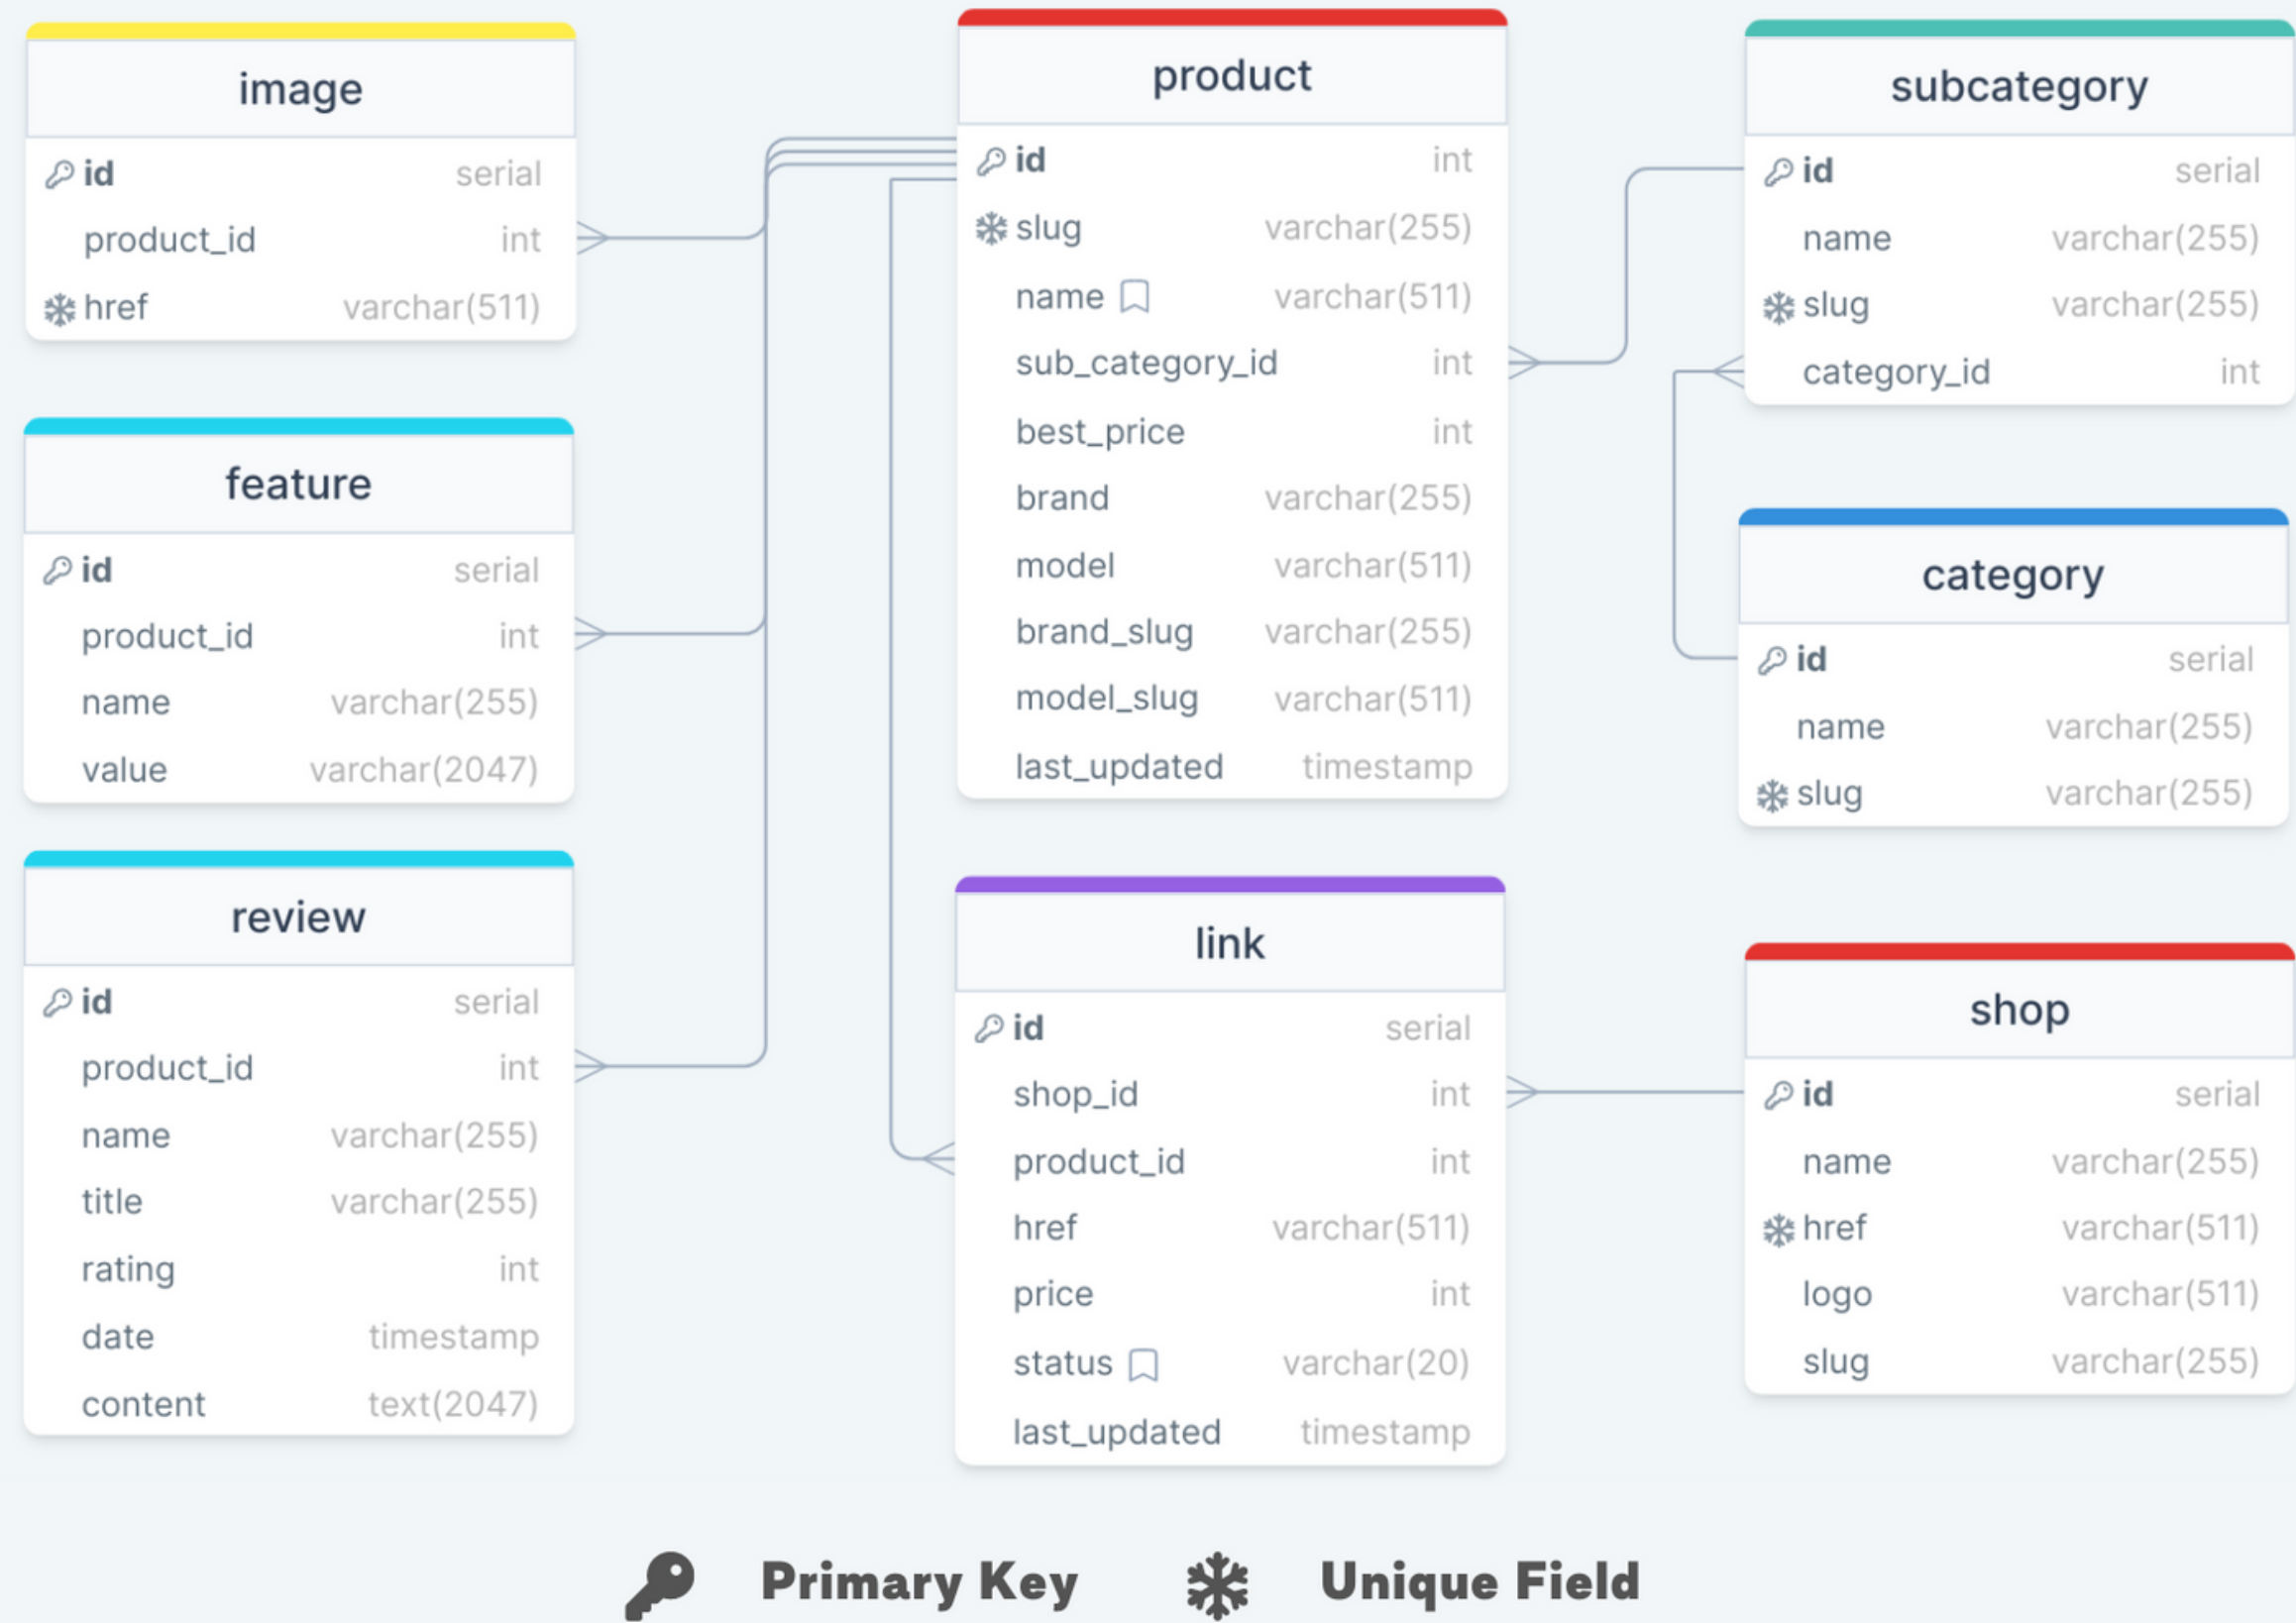 image
id serial
product_id int
href varchar(511)
feature
id serial
product_id int
name varchar(255)
value varchar(2047)
review
id serial
product_id int
name varchar(255)
title varchar(255)
rating int
date timestamp
content text(2047)
product
id int
slug varchar(255)
name varchar(511)
sub_category_id int
best_price int
brand varchar(255)
model varchar(511)
brand_slug varchar(255)
model_slug varchar(511)
last_updated timestamp
link
id serial
shop_id int
product_id int
href varchar(511)
price int
status varchar(20)
last_updated timestamp
subcategory
id serial
name varchar(255)
slug varchar(255)
category_id int
category
id serial
name varchar(255)
slug varchar(255)
shop
id serial
name varchar(255)
href varchar(511)
logo varchar(511)
slug varchar(255)
Primary Key
Unique Field